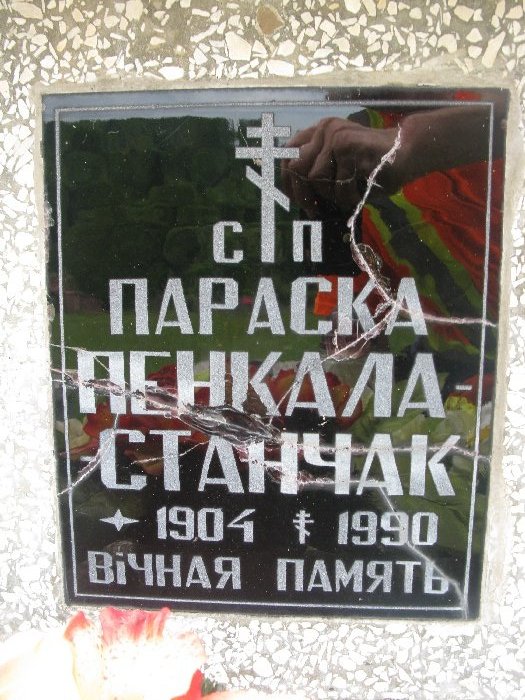 С П
ПАРАСКА
ПЕНКАЛА-
-СТАНЧАК
1904 1990
ВіЧНАЯ ПАМЯТЬ